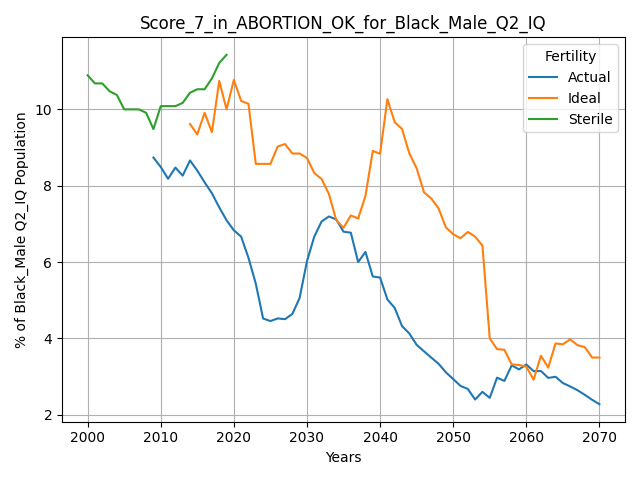 Score_7_in_ABORTION_OK_for_Black_Male_Q2_IQ
Fertility
Actual
Ideal
Sterile
% of Black_Male Q2_IQ Population
10
8
6
4
2
2000 2010 2020 2030 2040 2050 2060 2070
Years